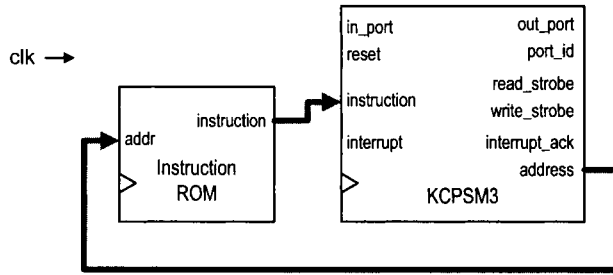 clk
addr
instruction
Instruction
ROM
in_port
reset
instruction
interrupt
out_port
port_id
read_strobe
write_strobe
interrupt_ack
address
KCPSM3